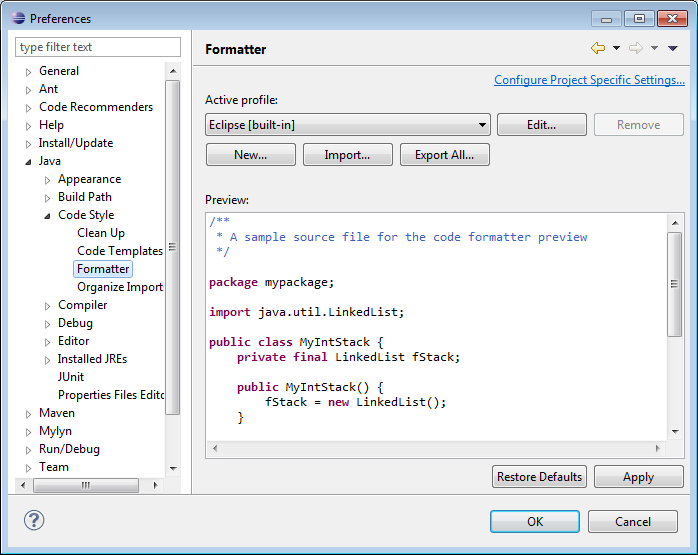 Preferences
type filter text
General
Ant
Code Recommenders
Help
Install/Update
Java
Appearance
Build Path
Code Style
Clean Up
Code Templates
Formatter
Organize Import
Compiler
Debug
Editor
Installed JREs
JUnit
Properties Files Edito
Maven
Mylyn
Run/Debug
Team
Formatter
Configure Project Specific Settings...
Active profile:
Eclipse [built-in]
Edit...
Remove
New...
Import...
Export All...
Preview:
/**
 * A sample source file for the code formatter preview
 */
package mypackage;
import java.util.LinkedList;
public class MyIntStack {
    private final LinkedList fStack;
    public MyIntStack() {
        fStack = new LinkedList();
    }
Restore Defaults
Apply
?
OK
Cancel